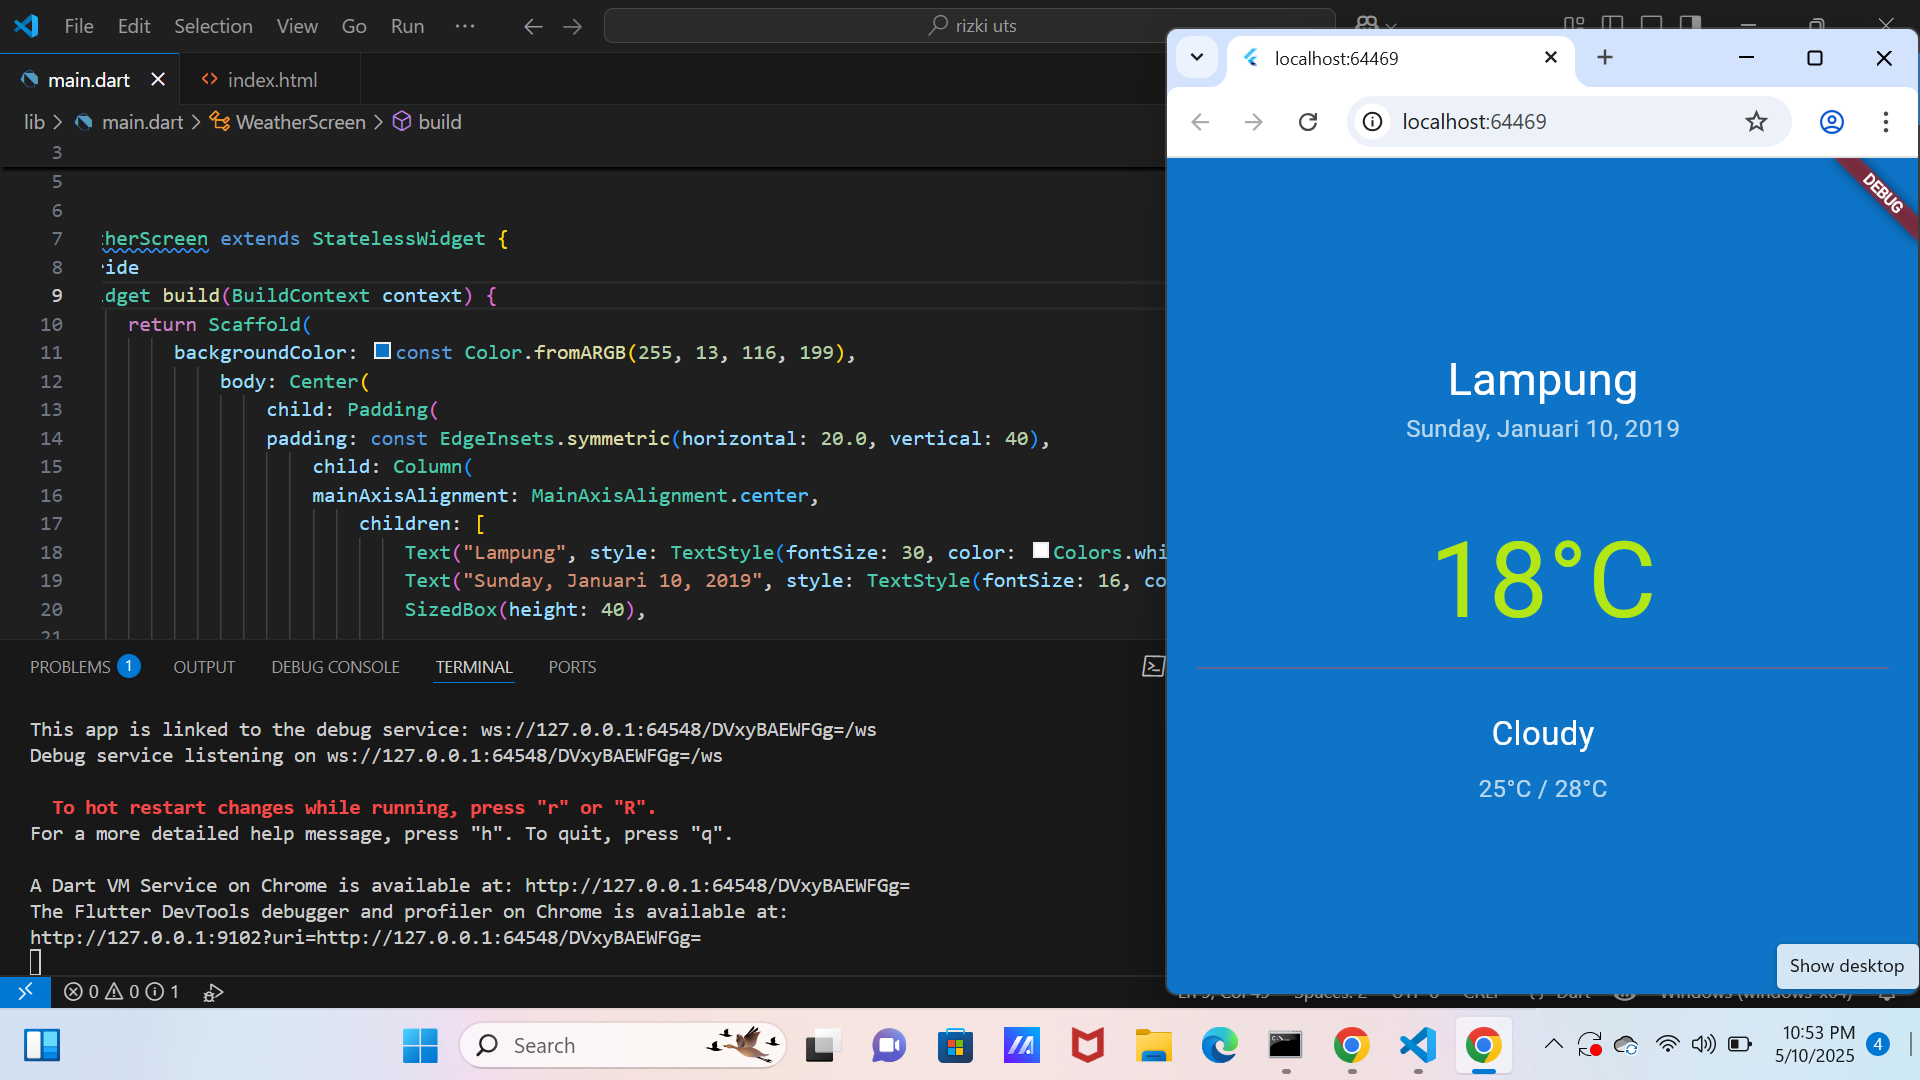 File Edit Selection View Go Run ···
rizki uts
main.dart
index.html
lib > main.dart > WeatherScreen > build
3
5
6
7 herScreen extends StatelessWidget {
8 ride
9 dget build(BuildContext context) {
10 return Scaffold(
11 backgroundColor: const Color.fromARGB(255, 13, 116, 199),
12 body: Center(
13 child: Padding(
14 padding: const EdgeInsets.symmetric(horizontal: 20.0, vertical: 40),
15 child: Column(
16 mainAxisAlignment: MainAxisAlignment.center,
17 children: [
18 Text("Lampung", style: TextStyle(fontSize: 30, color: Colors.whi
19 Text("Sunday, Januari 10, 2019", style: TextStyle(fontSize: 16, co
20 SizedBox(height: 40),
21
PROBLEMS 1 OUTPUT DEBUG CONSOLE TERMINAL PORTS
This app is linked to the debug service: ws://127.0.0.1:64548/DVxyBAEWFGg=/ws
Debug service listening on ws://127.0.0.1:64548/DVxyBAEWFGg=/ws
To hot restart changes while running, press "r" or "R".
For a more detailed help message, press "h". To quit, press "q".
A Dart VM Service on Chrome is available at: http://127.0.0.1:64548/DVxyBAEWFGg=
The Flutter DevTools debugger and profiler on Chrome is available at:
http://127.0.0.1:9102?uri=http://127.0.0.1:64548/DVxyBAEWFGg=
0 0 1
localhost:64469
localhost:64469
DEBUG
Lampung
Sunday, Januari 10, 2019
18°C
Cloudy
25°C / 28°C
Show desktop
Search
10:53 PM
5/10/2025
4